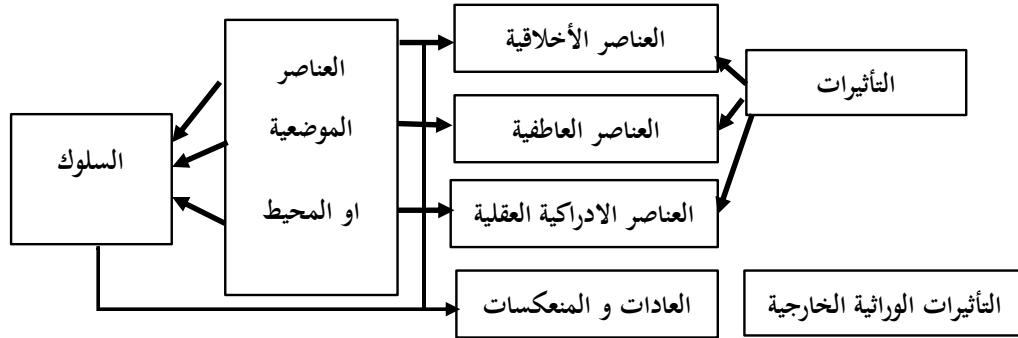 العناصر الأخلاقية
التأثيرات
العناصر
الموضعية
او المحيط
العناصر العاطفية
السلوك
العناصر الادراكية العقلية
العادات و المنعكسات
التأثيرات الوراثية الخارجية